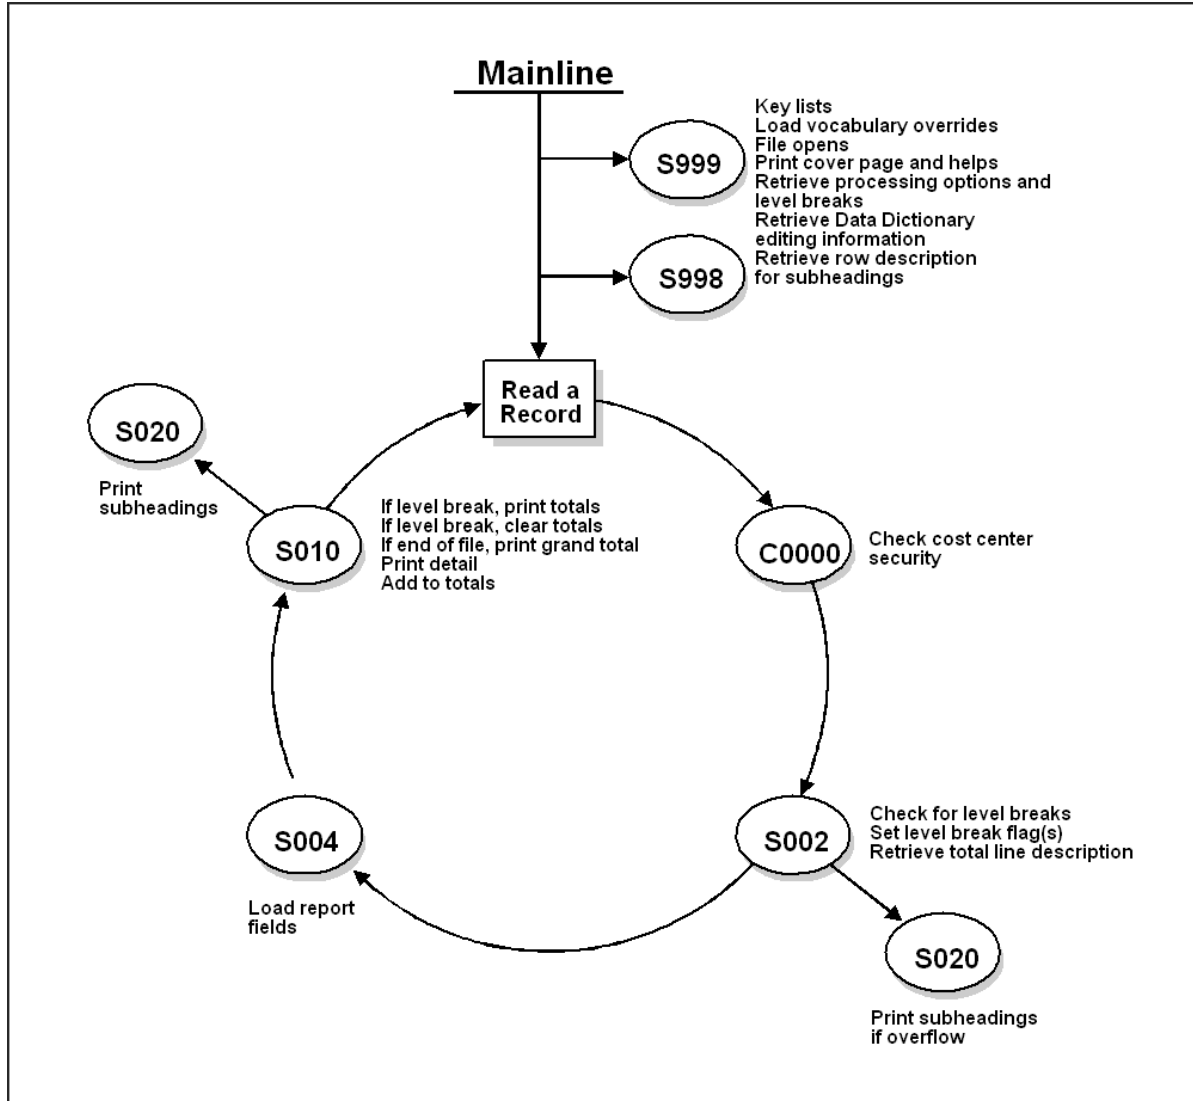 Mainline
S999
Key lists
Load vocabulary overrides
File opens
Print cover page and helps
Retrieve processing options and
level breaks
Retrieve Data Dictionary
editing information
Retrieve row description
for subheadings
S998
Read a
Record
S020
Print
subheadings
S010
If level break, print totals
If level break, clear totals
If end of file, print grand total
Print detail
Add to totals
C0000
Check cost center
security
S004
Load report
fields
S002
Check for level breaks
Set level break flag(s)
Retrieve total line description
S020
Print subheadings
if overflow